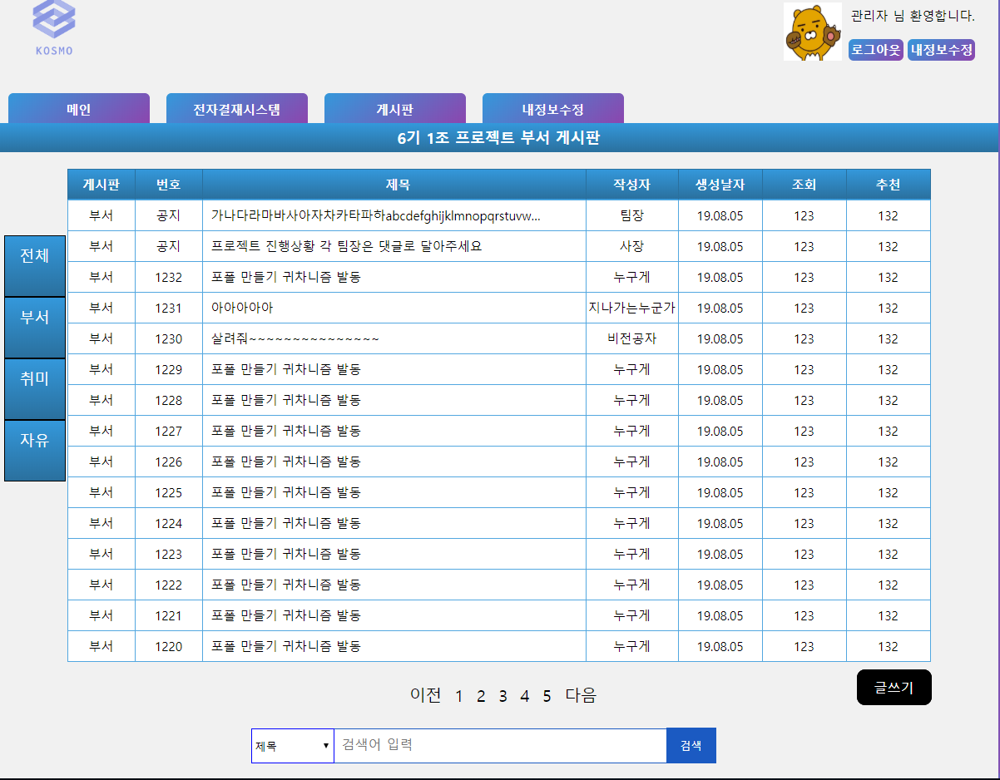 KOSMO
관리자 님 환영합니다.
로그아웃 내정보수정
메인 전자결재시스템 게시판 내정보수정
6기 1조 프로젝트 부서 게시판
전체
부서
취미
자유
게시판 번호 제목 작성자 생성날자 조회 추천
부서 공지 가나다라마바사아자차카타파하abcdefghijklmnopqrstuvw... 팀장 19.08.05 123 132
부서 공지 프로젝트 진행상황 각 팀장은 댓글로 달아주세요 사장 19.08.05 123 132
부서 1232 포폴 만들기 귀차니즘 발동 누구게 19.08.05 123 132
부서 1231 아아아아아 지나가는누군가 19.08.05 123 132
부서 1230 살려줘~~~~~~~~~~~~~~~ 비전공자 19.08.05 123 132
부서 1229 포폴 만들기 귀차니즘 발동 누구게 19.08.05 123 132
부서 1228 포폴 만들기 귀차니즘 발동 누구게 19.08.05 123 132
부서 1227 포폴 만들기 귀차니즘 발동 누구게 19.08.05 123 132
부서 1226 포폴 만들기 귀차니즘 발동 누구게 19.08.05 123 132
부서 1225 포폴 만들기 귀차니즘 발동 누구게 19.08.05 123 132
부서 1224 포폴 만들기 귀차니즘 발동 누구게 19.08.05 123 132
부서 1223 포폴 만들기 귀차니즘 발동 누구게 19.08.05 123 132
부서 1222 포폴 만들기 귀차니즘 발동 누구게 19.08.05 123 132
부서 1221 포폴 만들기 귀차니즘 발동 누구게 19.08.05 123 132
부서 1220 포폴 만들기 귀차니즘 발동 누구게 19.08.05 123 132
글쓰기
이전 1 2 3 4 5 다음
제목 검색어 입력 검색